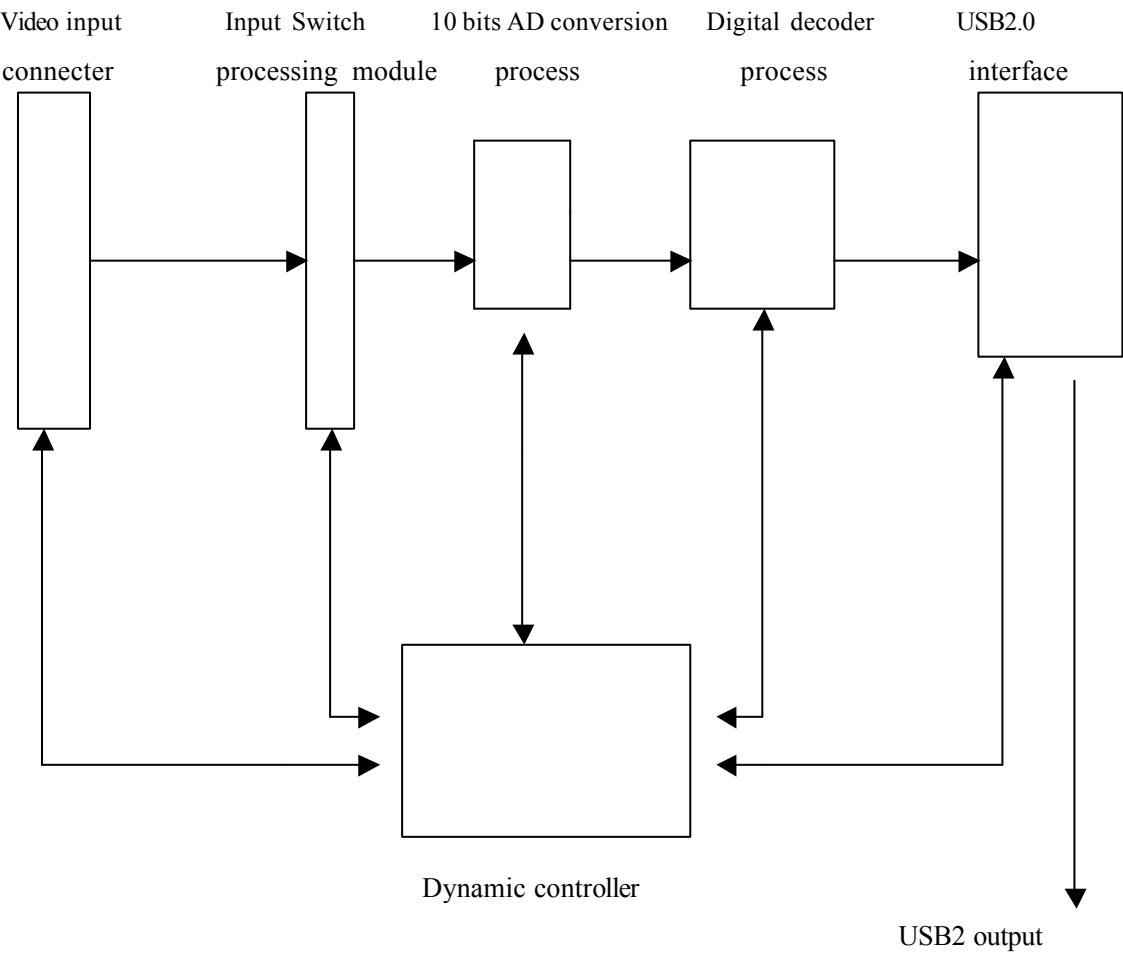 Video input
connecter
Input Switch
processing module
10 bits AD conversion
process
Digital decoder
process
USB2.0
interface
Dynamic controller
USB2 output